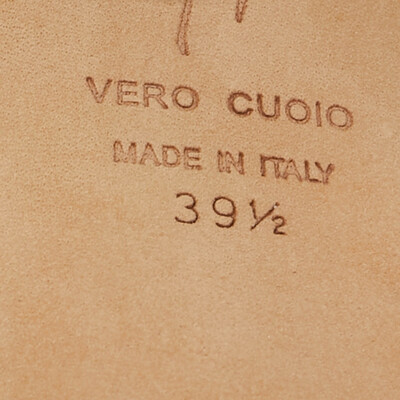 VERO CUOIO
MADE IN ITALY
39½